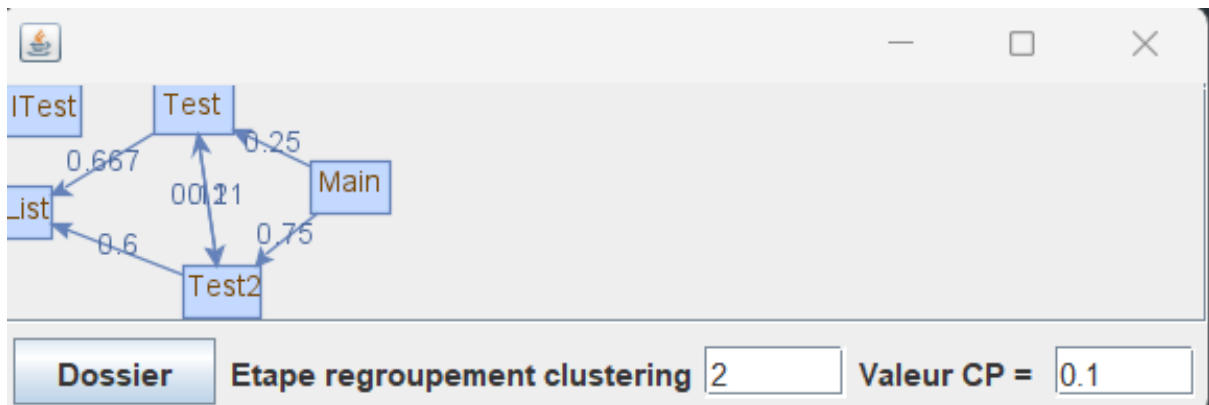 ITest
Test
0.25
0.667
Main
List
0.75
0.6
Test2
Dossier Etape regroupement clustering 2 Valeur CP = 0.1